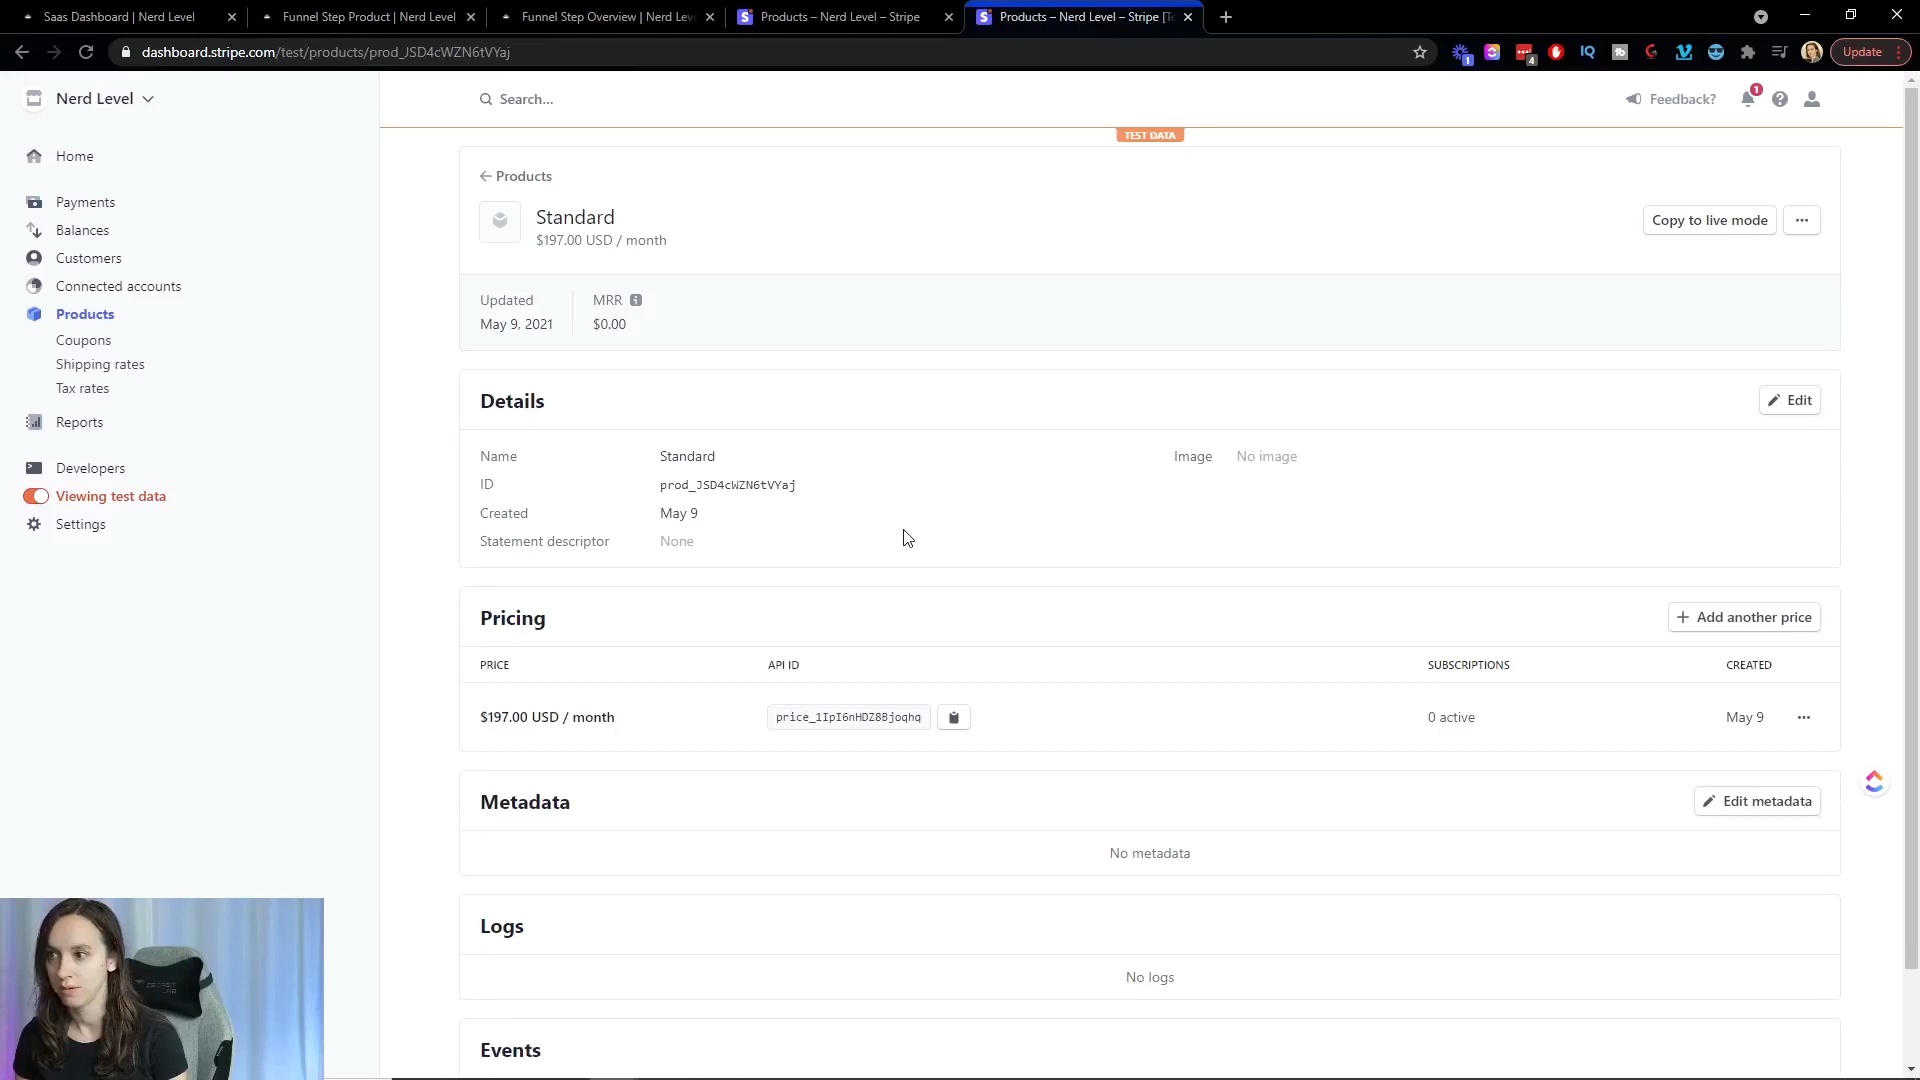 Saas Dashboard | Nerd Level
Funnel Step Product | Nerd Level
Funnel Step Overview | Nerd Lev
Products – Nerd Level – Stripe
Products – Nerd Level – Stripe [Te
dashboard.stripe.com/test/products/prod_JSD4cWZN6tVYaj
1
4
IQ
Update
Nerd Level
Search...
Feedback?
1
TEST DATA
Home
Payments
Balances
Customers
Connected accounts
Products
Coupons
Shipping rates
Tax rates
Reports
Developers
Viewing test data
Settings
Products
Standard
$197.00 USD / month
Copy to live mode
Updated
May 9, 2021
MRR
$0.00
Details
Edit
Name
Standard
Image
No image
ID
prod_JSD4cWZN6tVYaj
Created
May 9
Statement descriptor
None
Pricing
Add another price
PRICE
API ID
SUBSCRIPTIONS
CREATED
$197.00 USD / month
price_1IpI6nHDZ8Bjoqhq
0 active
May 9
Metadata
Edit metadata
No metadata
Logs
No logs
Events